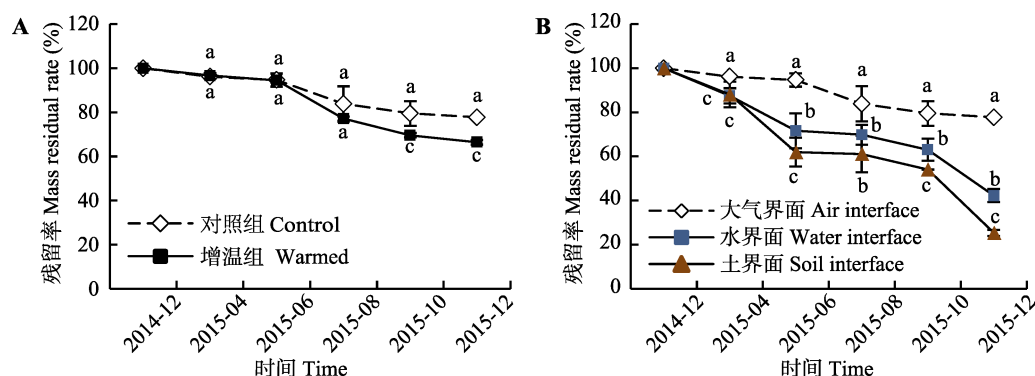 A
残留率 Mass residual rate (%)
120
100
80
60
40
20
0
a
a
a
a
a
a
a
a
c
c
对照组 Control
增温组 Warmed
2014-12
2015-04
2015-06
2015-08
2015-10
2015-12
时间 Time
B
残留率 Mass residual rate (%)
120
100
80
60
40
20
0
a
a
a
a
a
c
c
b
c
b
b
b
c
b
c
大气界面 Air interface
水界面 Water interface
土界面 Soil interface
2014-12
2015-04
2015-06
2015-08
2015-10
2015-12
时间 Time